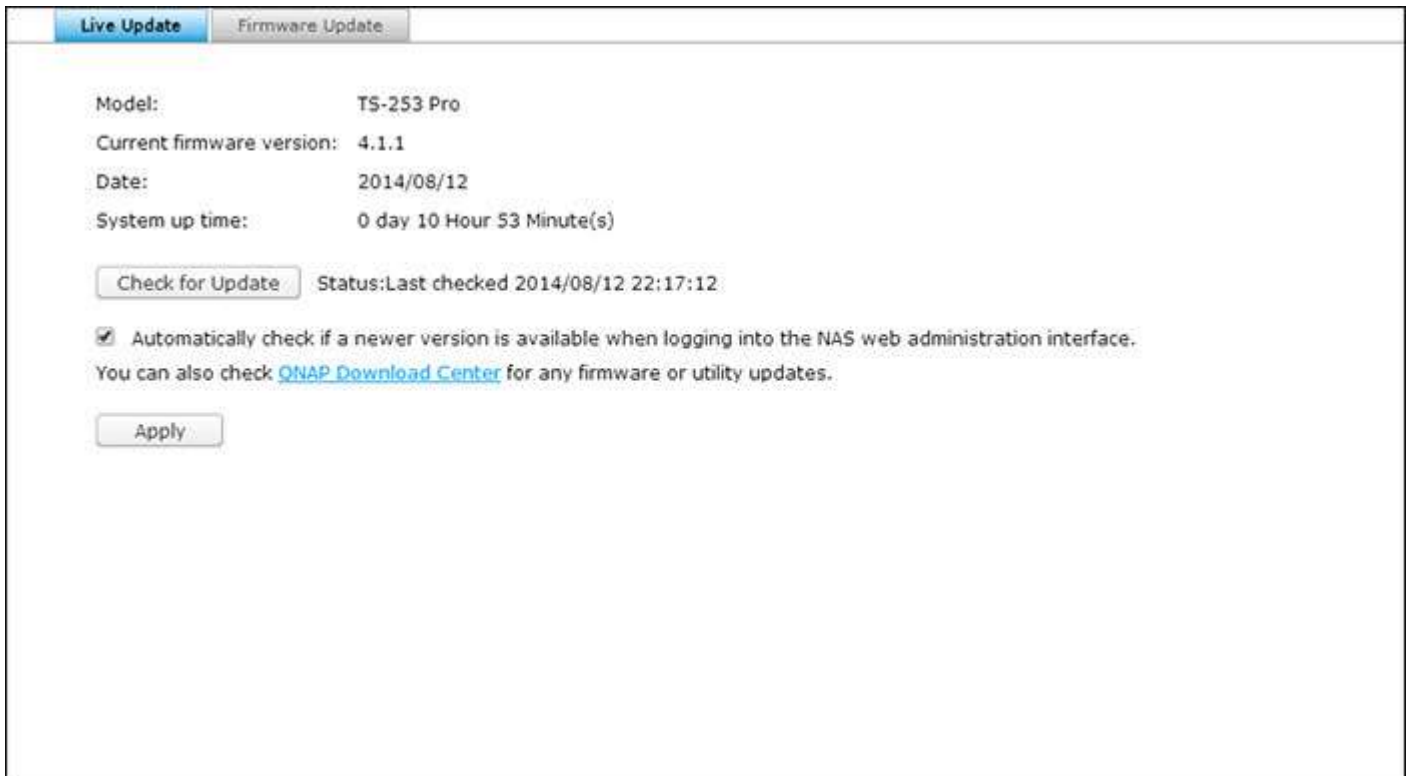 Live Update Firmware Update
Model: TS-253 Pro
Current firmware version: 4.1.1
Date: 2014/08/12
System up time: 0 day 10 Hour 53 Minute(s)
Check for Update Status:Last checked 2014/08/12 22:17:12
Automatically check if a newer version is available when logging into the NAS web administration interface.
You can also check QNAP Download Center for any firmware or utility updates.
Apply